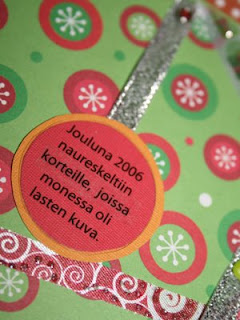 Jouluna 2006
naureskeltiin
korteille, joissa
monessa oli
lasten kuva.